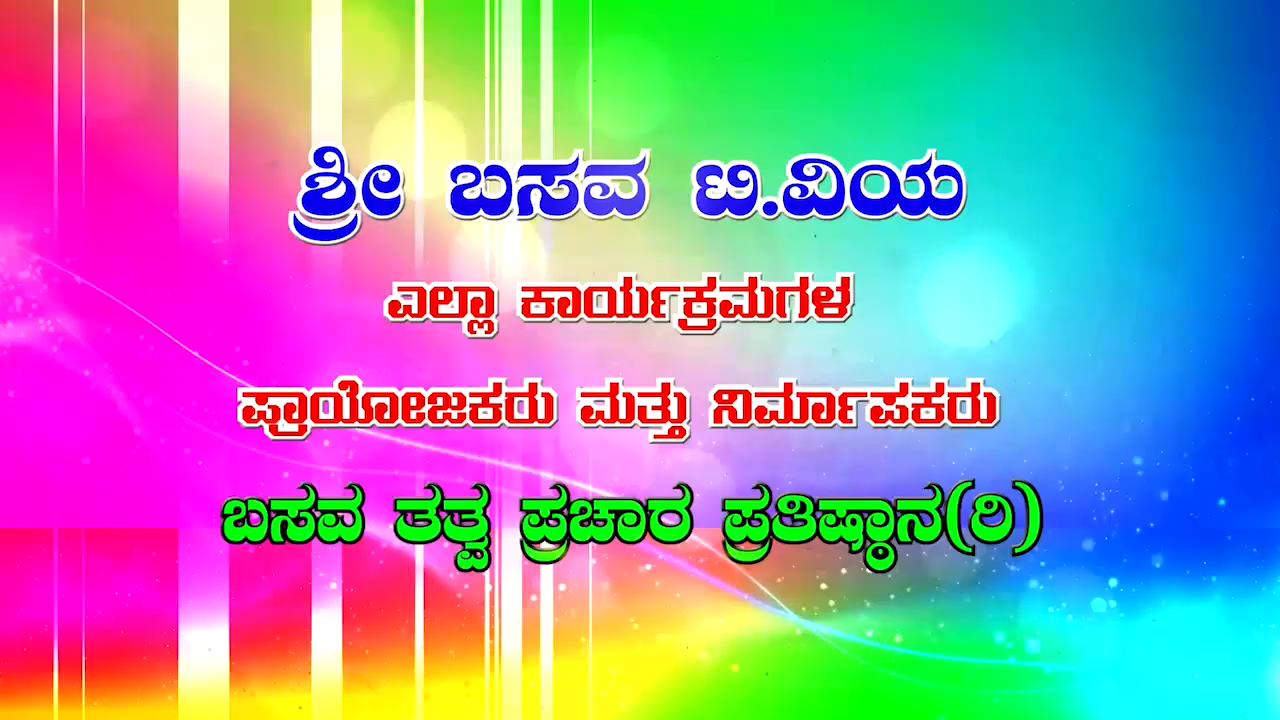 ಶ್ರೀ ಬಸವ ಟಿ.ವಿಯ
ಎಲ್ಲಾ ಕಾರ್ಯಕ್ರಮಗಳ
ಪ್ರಾಯೋಜಕರು ಮತ್ತು ನಿರ್ಮಾಪಕರು
ಬಸವ ತತ್ವ ಪ್ರಚಾರ ಪ್ರತಿಷ್ಠಾನ(ರಿ)